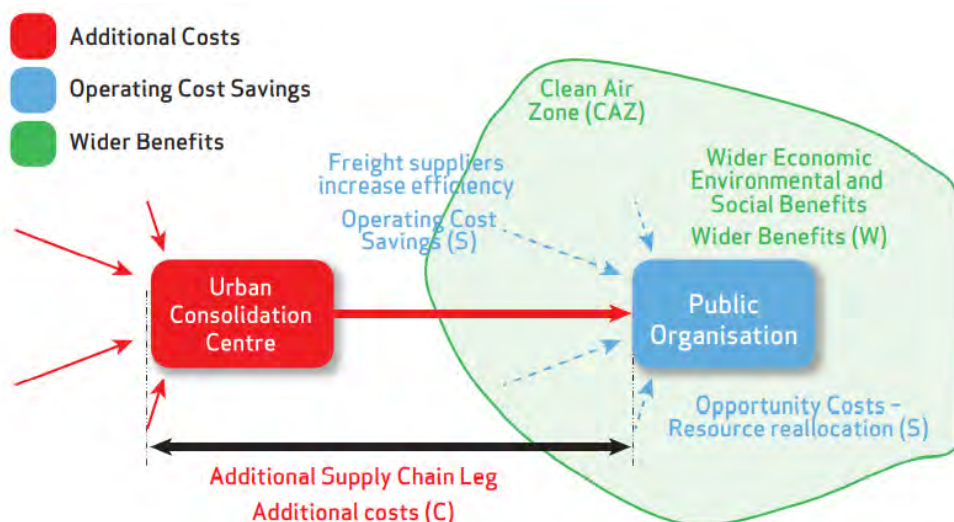 Additional Costs
Operating Cost Savings
Wider Benefits
Clean Air
Zone (CAZ)
Freight suppliers
increase efficiency
Operating Cost
Savings (S)
Wider Economic
Environmental and
Social Benefits
Wider Benefits (W)
Urban
Consolidation
Centre
Public
Organisation
Opportunity Costs –
Resource reallocation (S)
Additional Supply Chain Leg
Additional costs (C)